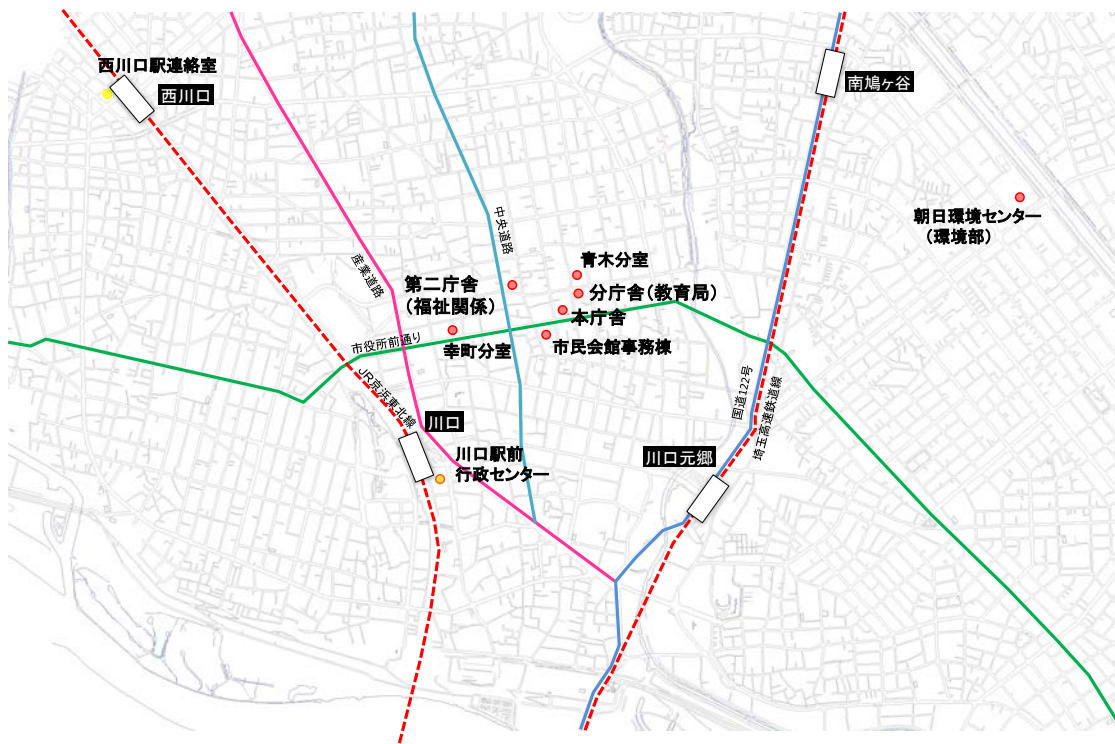 西川口駅連絡室
西川口
南鳩ヶ谷
朝日環境センター
（環境部）
中央道路
産業道路
青木分室
第二庁舎
（福祉関係）
分庁舎（教育局）
本庁舎
市役所前通り
幸町分室
市民会館事務棟
JR京浜東北線
国道122号
埼玉高速鉄道線
川口
川口元郷
川口駅前
行政センター